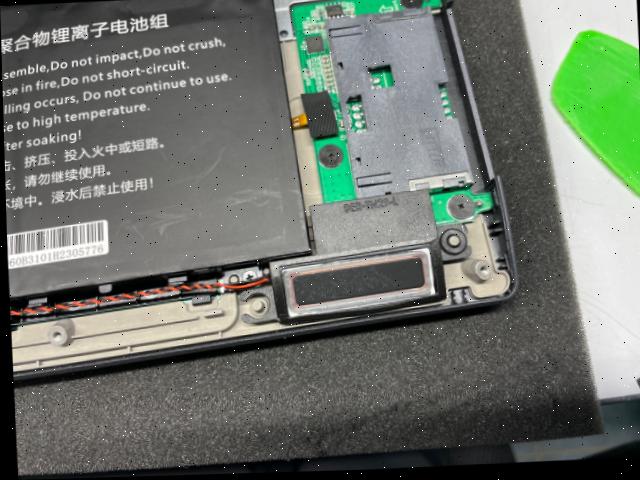 聚合物锂离子电池组
semble,Do not impact,Do not crush,
se in fire,Do not short-circuit.
lling occurs, Do not continue to use.
e to high temperature.
ter soaking!
击、挤压、投入火中或短路。
长，请勿继续使用。
环境中。浸水后禁止使用！
60B3101H2305776